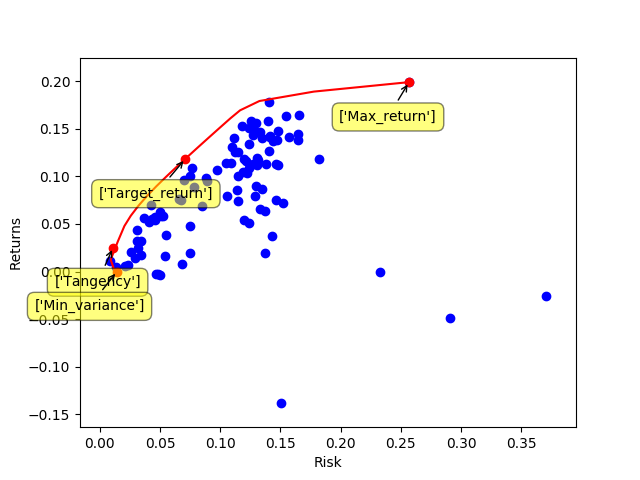 0.20
0.15
0.10
0.05
0.00
−0.05
−0.10
−0.15
Returns
['Max_return']
['Target_return']
['Tangency']
['Min_variance']
0.00 0.05 0.10 0.15 0.20 0.25 0.30 0.35
Risk